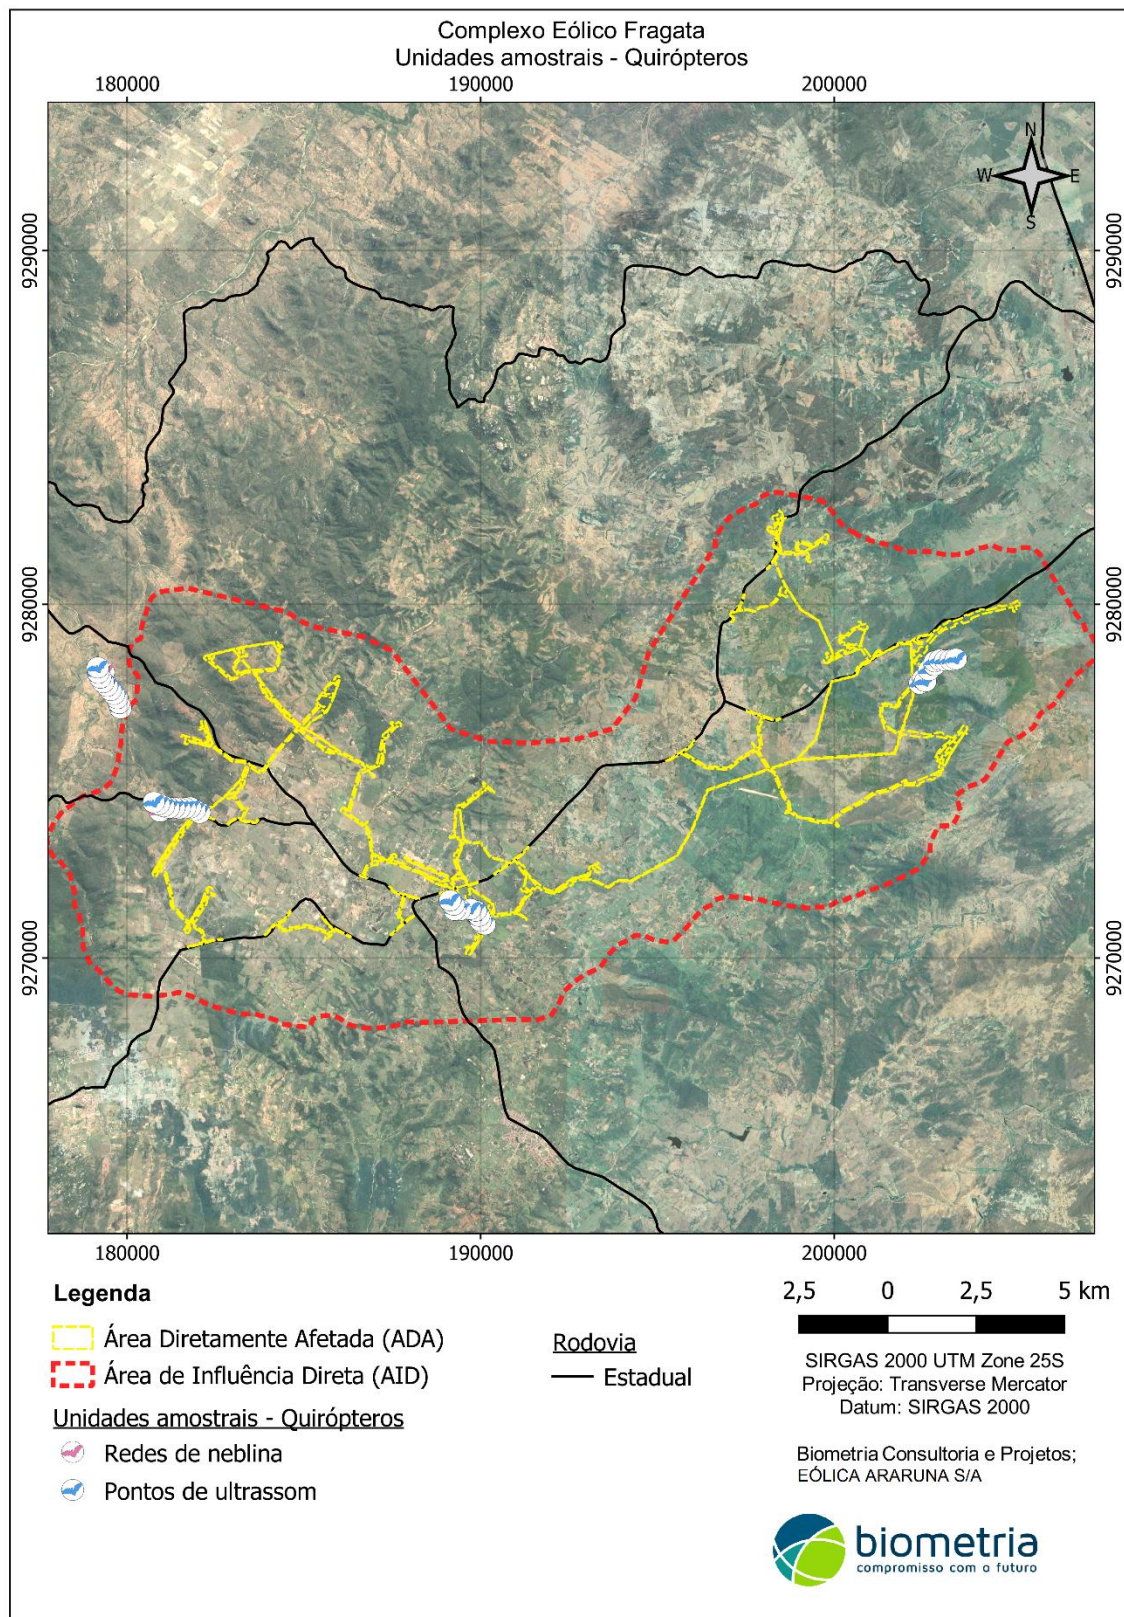 Complexo Eólico Fragata
Unidades amostrais - Quirópteros
180000 190000 200000
N
W E
S
9290000 9290000
9280000 9280000
9270000 9270000
180000 190000 200000
Legenda
Área Diretamente Afetada (ADA)
Área de Influência Direta (AID)
Unidades amostrais - Quirópteros
Redes de neblina
Pontos de ultrassom
Rodovia
Estadual
2,5 0 2,5 5 km
SIRGAS 2000 UTM Zone 25S
Projeção: Transverse Mercator
Datum: SIRGAS 2000
Biometria Consultoria e Projetos;
EÓLICA ARARUNA S/A
biometria
compromisso com o futuro